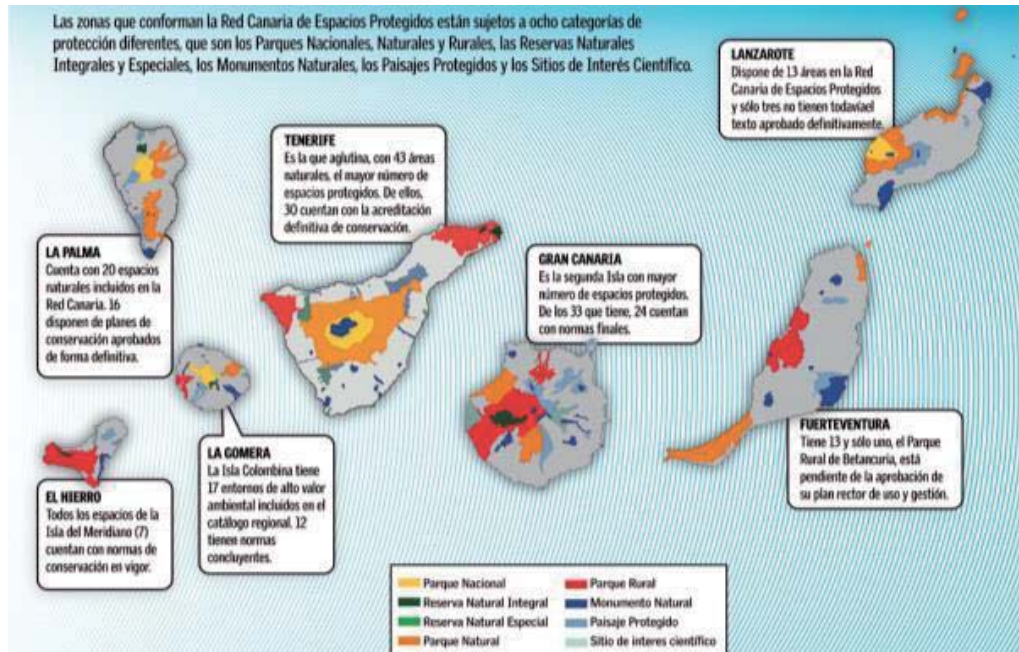 Las zonas que conforman la Red Canaria de Espacios Protegidos están sujetos a ocho categorías de
protección diferentes, que son los Parques Nacionales, Naturales y Rurales, las Reservas Naturales
Integrales y Especiales, los Monumentos Naturales, los Paisajes Protegidos y los Sitios de Interés Científico.
LANZAROTE
Dispone de 13 áreas en la Red
Canaria de Espacios Protegidos
y sólo tres no tienen todavíael
texto aprobado definitivamente.
TENERIFE
Es la que aglutina, con 43 áreas
naturales, el mayor número de
espacios protegidos. De ellos,
30 cuentan con la acreditación
definitiva de conservación.
LA PALMA
Cuenta con 20 espacios
naturales incluidos en la
Red Canaria. 16
disponen de planes de
conservación aprobados
de forma definitiva.
GRAN CANARIA
Es la segunda Isla con mayor
número de espacios protegidos.
De los 33 que tiene, 24 cuentan
con normas finales.
FUERTEVENTURA
Tiene 13 y sólo uno, el Parque
Rural de Betancuria, está
pendiente de la aprobación de
su plan rector de uso y gestión.
LA GOMERA
La Isla Colombina tiene
17 entornos de alto valor
ambiental incluidos en el
catálogo regional. 12
tienen normas
concluyentes.
EL HIERRO
Todos los espacios de la
Isla del Meridiano (7)
cuentan con normas de
conservación en vigor.
Parque Nacional
Reserva Natural Integral
Reserva Natural Especial
Parque Natural
Parque Rural
Monumento Natural
Paisaje Protegido
Sitio de interes científico